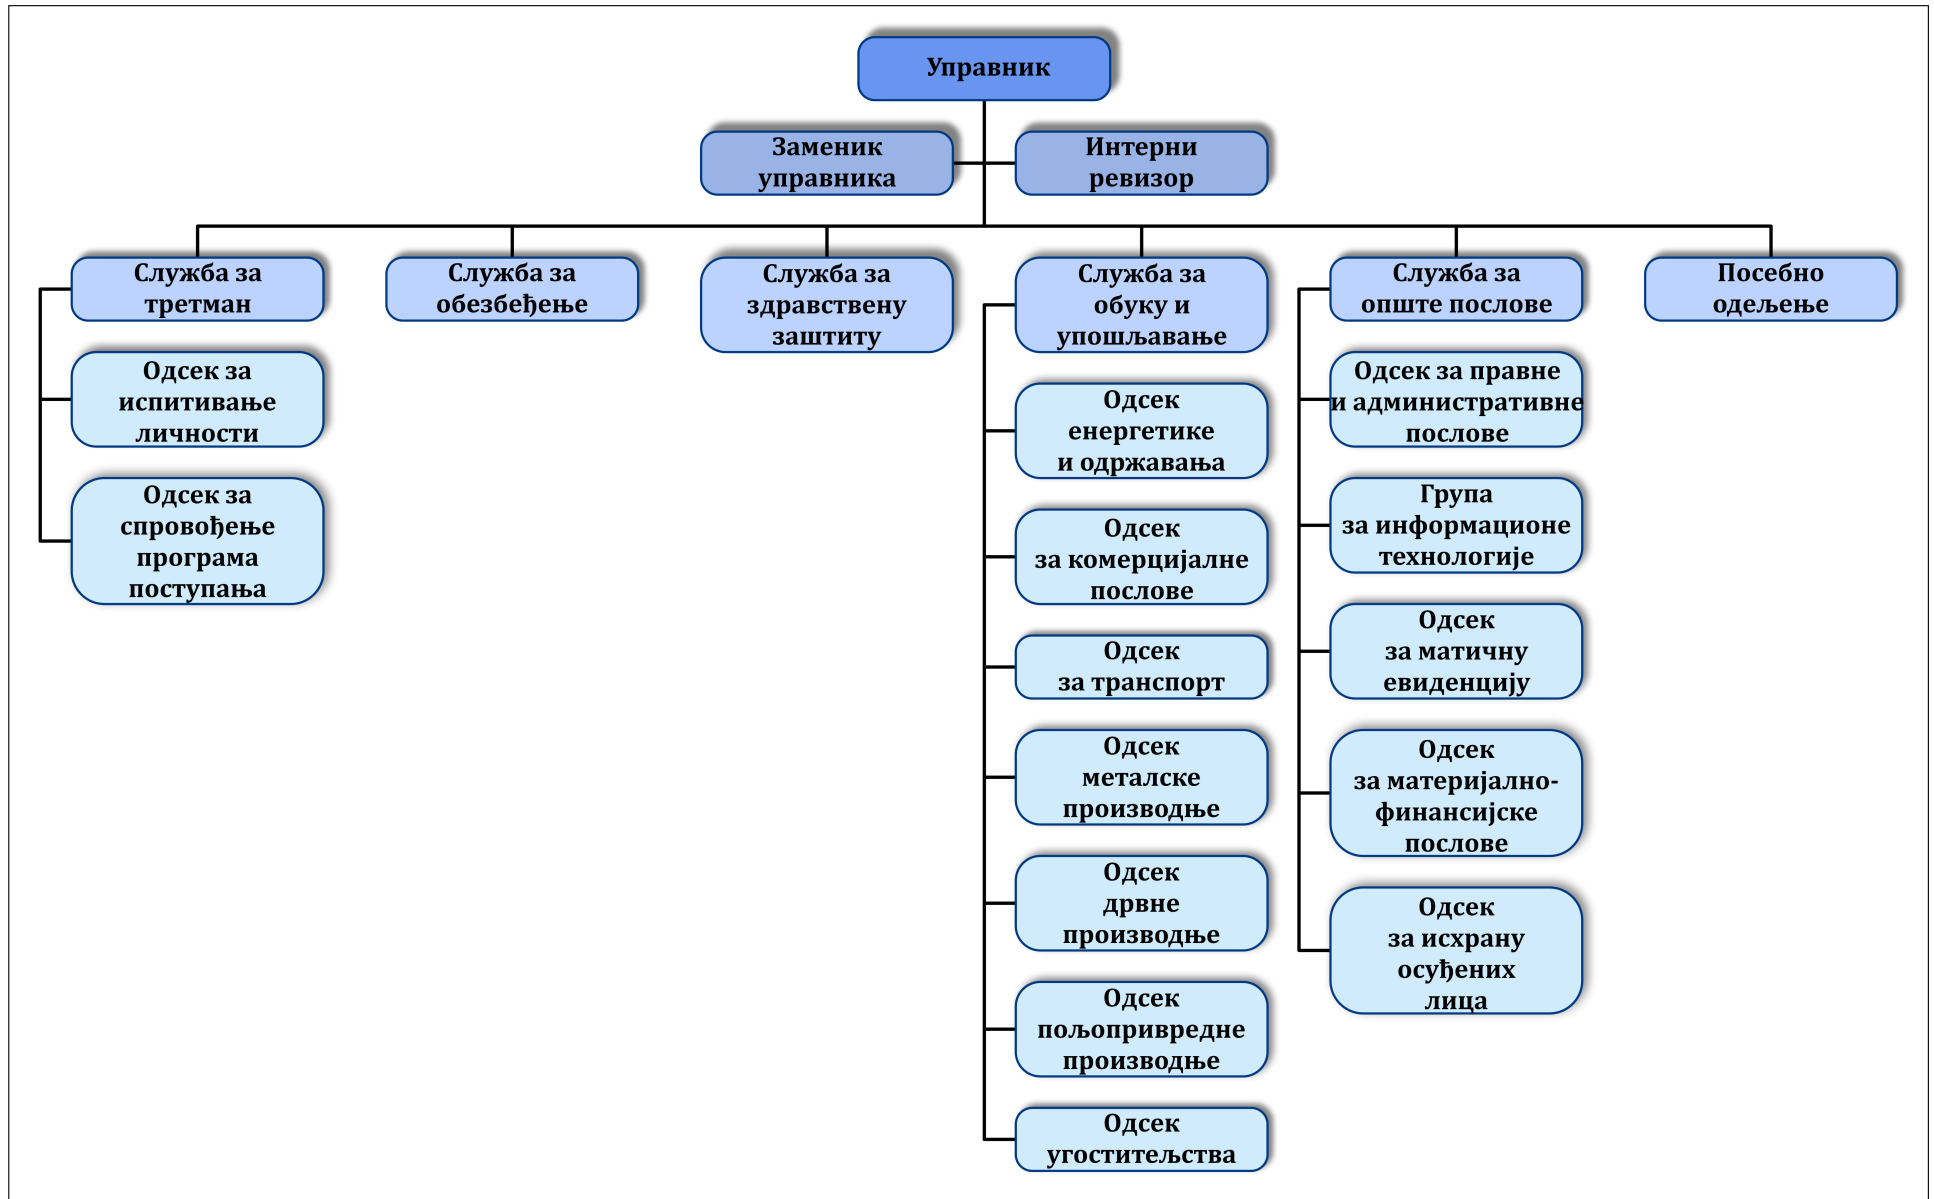 Управник
Заменик
управника
Интерни
ревизор
Служба за
третман
Служба за
обезбеђење
Служба за
здравствену
заштиту
Служба за
обуку и
упошљавање
Служба за
опште послове
Посебно
одељење
Одсек за
испитивање
личности
Одсек за
спровођење
програма
поступања
Одсек
енергетике
и одржавања
Одсек
за комерцијалне
послове
Одсек
за транспорт
Одсек
металске
производње
Одсек
дрвне
производње
Одсек
пољопривредне
производње
Одсек
угоститељства
Одсек за правне
и административне
послове
Група
за информационе
технологије
Одсек
за матичну
евиденцију
Одсек
за материјално-
финансијске
послове
Одсек
за исхрану
осуђених
лица